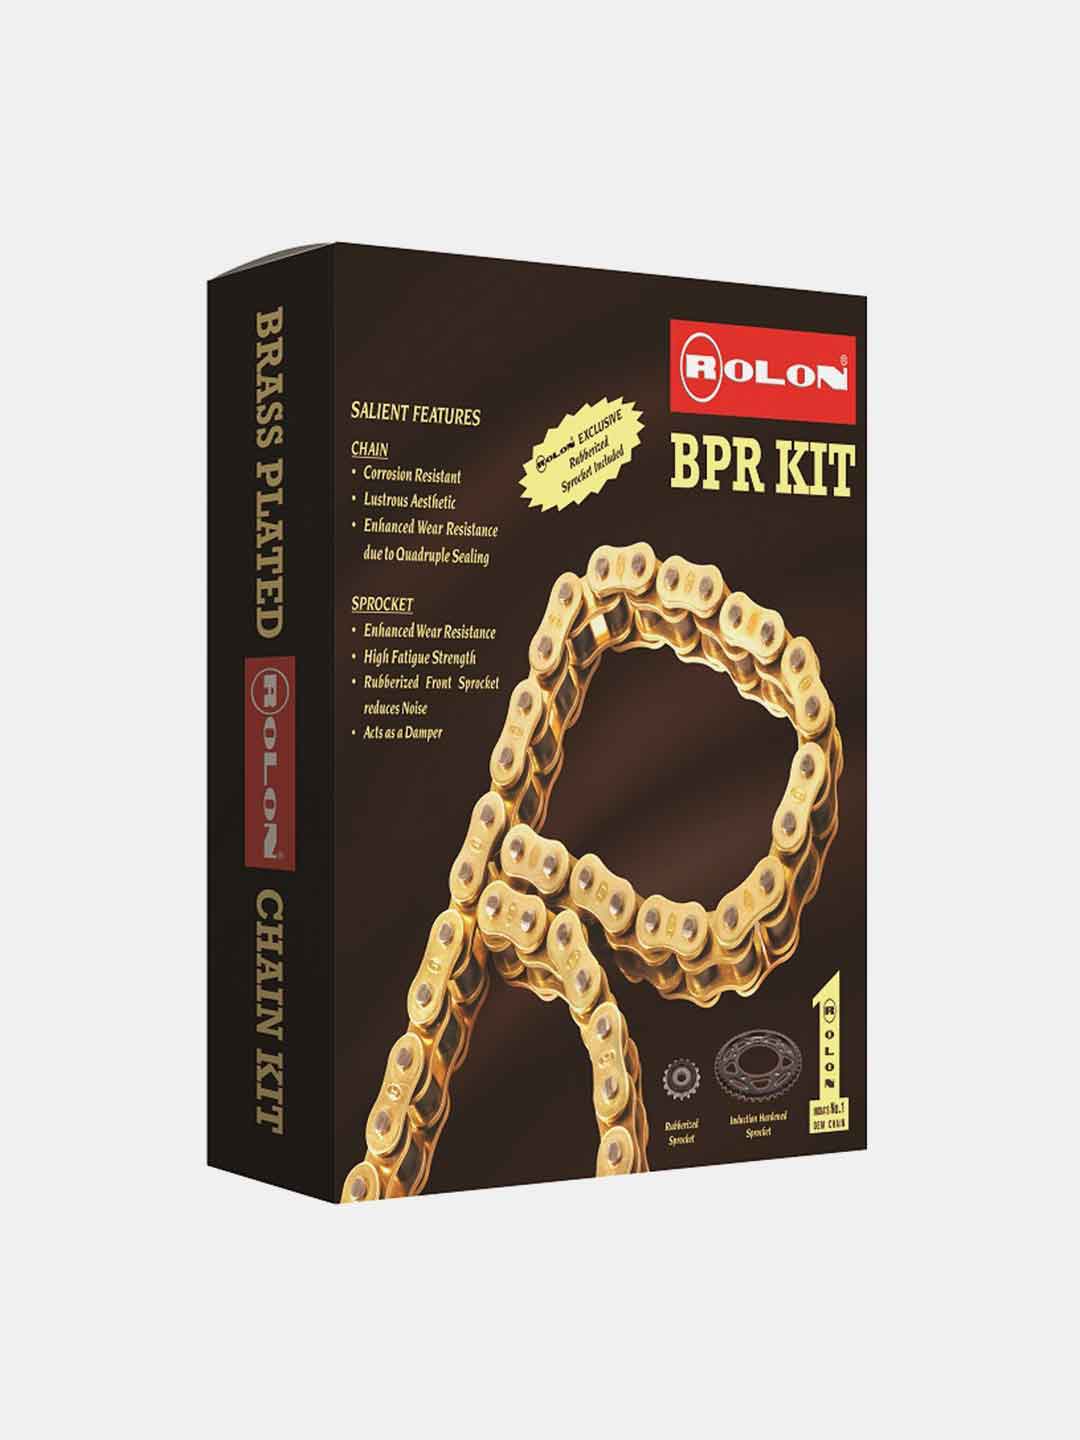 BRASS PLATED ROLON® CHAIN KIT
ROLON®
BPR KIT
ROLON EXCLUSIVE
Rubberized
Sprocket Included
SALIENT FEATURES
CHAIN
• Corrosion Resistant
• Lustrous Aesthetic
• Enhanced Wear Resistance
due to Quadruple Sealing
SPROCKET
• Enhanced Wear Resistance
• High Fatigue Strength
• Rubberized Front Sprocket
reduces Noise
• Acts as a Damper
Rubberized
Sprocket
Induction Hardened
Sprocket
1
ROLON
INDIA'S No.1
OEM CHAIN